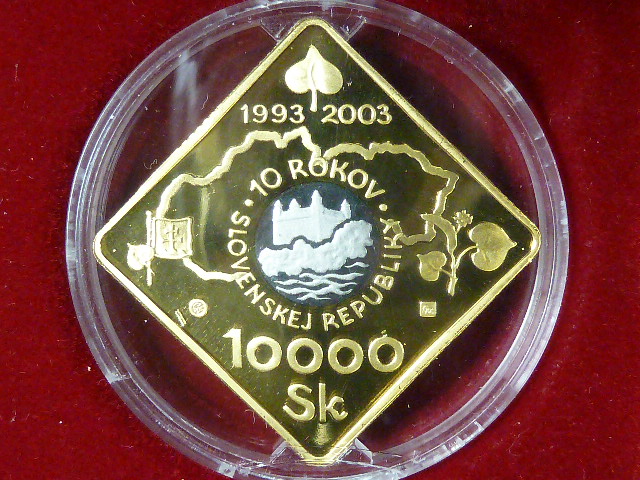 1993 2003
• 10 ROKOV •
SLOVENSKEJ REPUBLIKY
10000
Sk